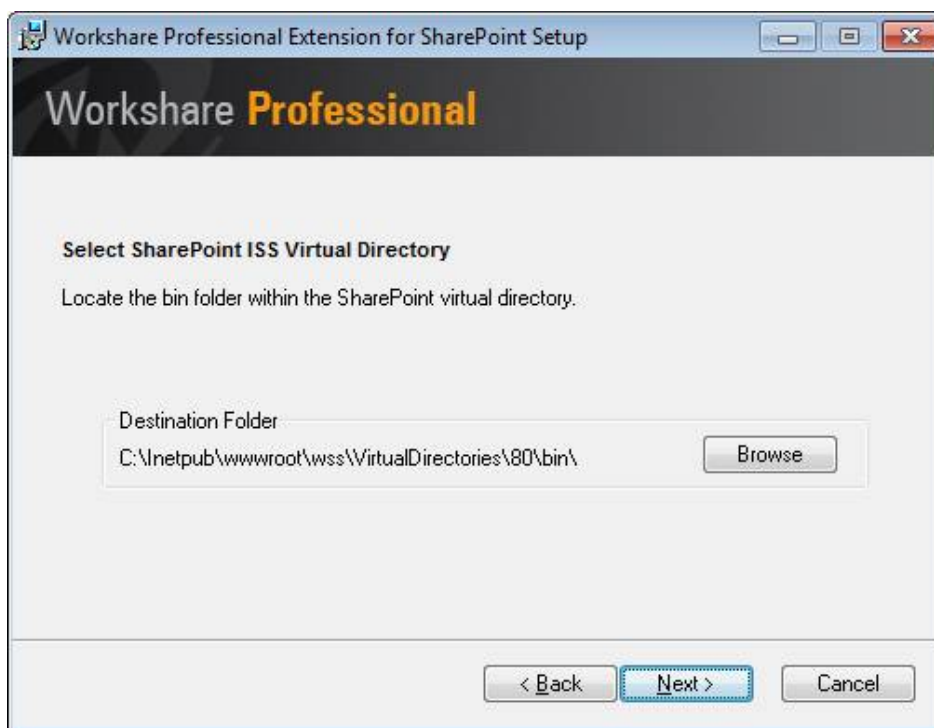 Workshare Professional Extension for SharePoint Setup
Workshare Professional
Select SharePoint ISS Virtual Directory
Locate the bin folder within the SharePoint virtual directory.
Destination Folder
C:\Inetpub\wwwroot\wss\VirtualDirectories\80\bin\
Browse
< Back Next > Cancel